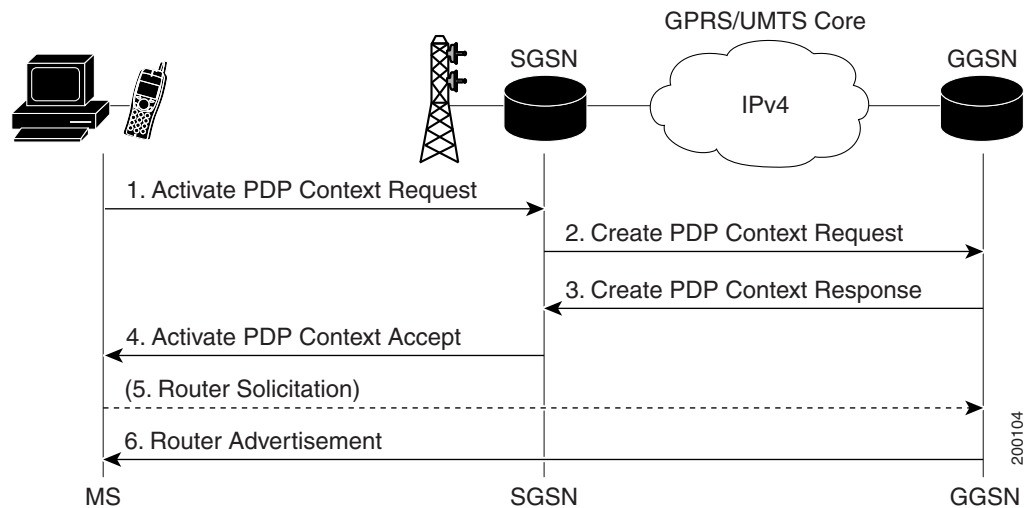 GPRS/UMTS Core
SGSN
GGSN
IPv4
1. Activate PDP Context Request
2. Create PDP Context Request
3. Create PDP Context Response
4. Activate PDP Context Accept
(5. Router Solicitation)
6. Router Advertisement
200104
MS
SGSN
GGSN